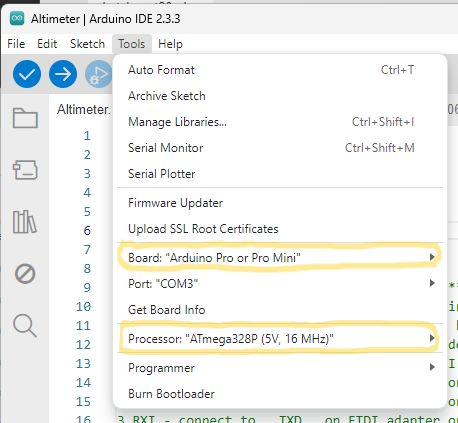 Altimeter | Arduino IDE 2.3.3
File Edit Sketch Tools Help
Auto Format Ctrl+T
Archive Sketch
Manage Libraries... Ctrl+Shift+I
Serial Monitor Ctrl+Shift+M
Serial Plotter
Firmware Updater
Upload SSL Root Certificates
Board: "Arduino Pro or Pro Mini"
Port: "COM3"
Get Board Info
Processor: "ATmega328P (5V, 16 MHz)"
Programmer
Burn Bootloader
Altimeter.
1
2
3
4
5
6
7
8
9
10
11
12
13
14
15
16 3 RXI - connect to TXD on FTDI adapter